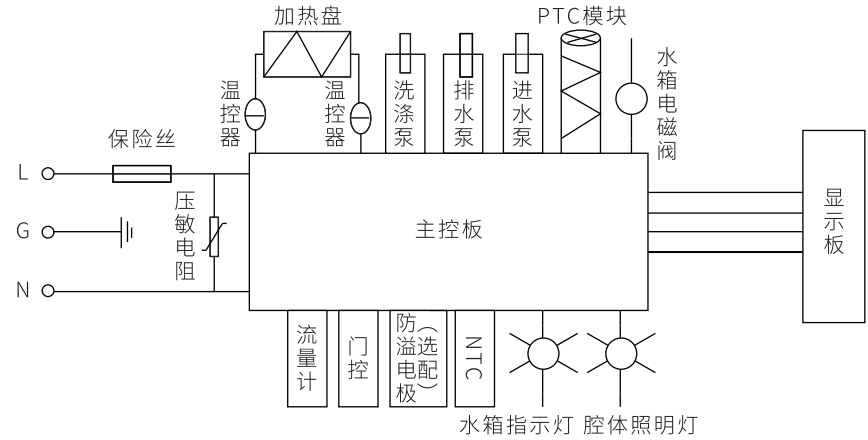 加热盘
PTC模块
温控器
温控器
洗涤泵
排水泵
进水泵
水箱电磁阀
保险丝
L
压敏电阻
G
N
主控板
显示板
流量计
门控
防溢电极
（选配）
NTC
水箱指示灯
腔体照明灯